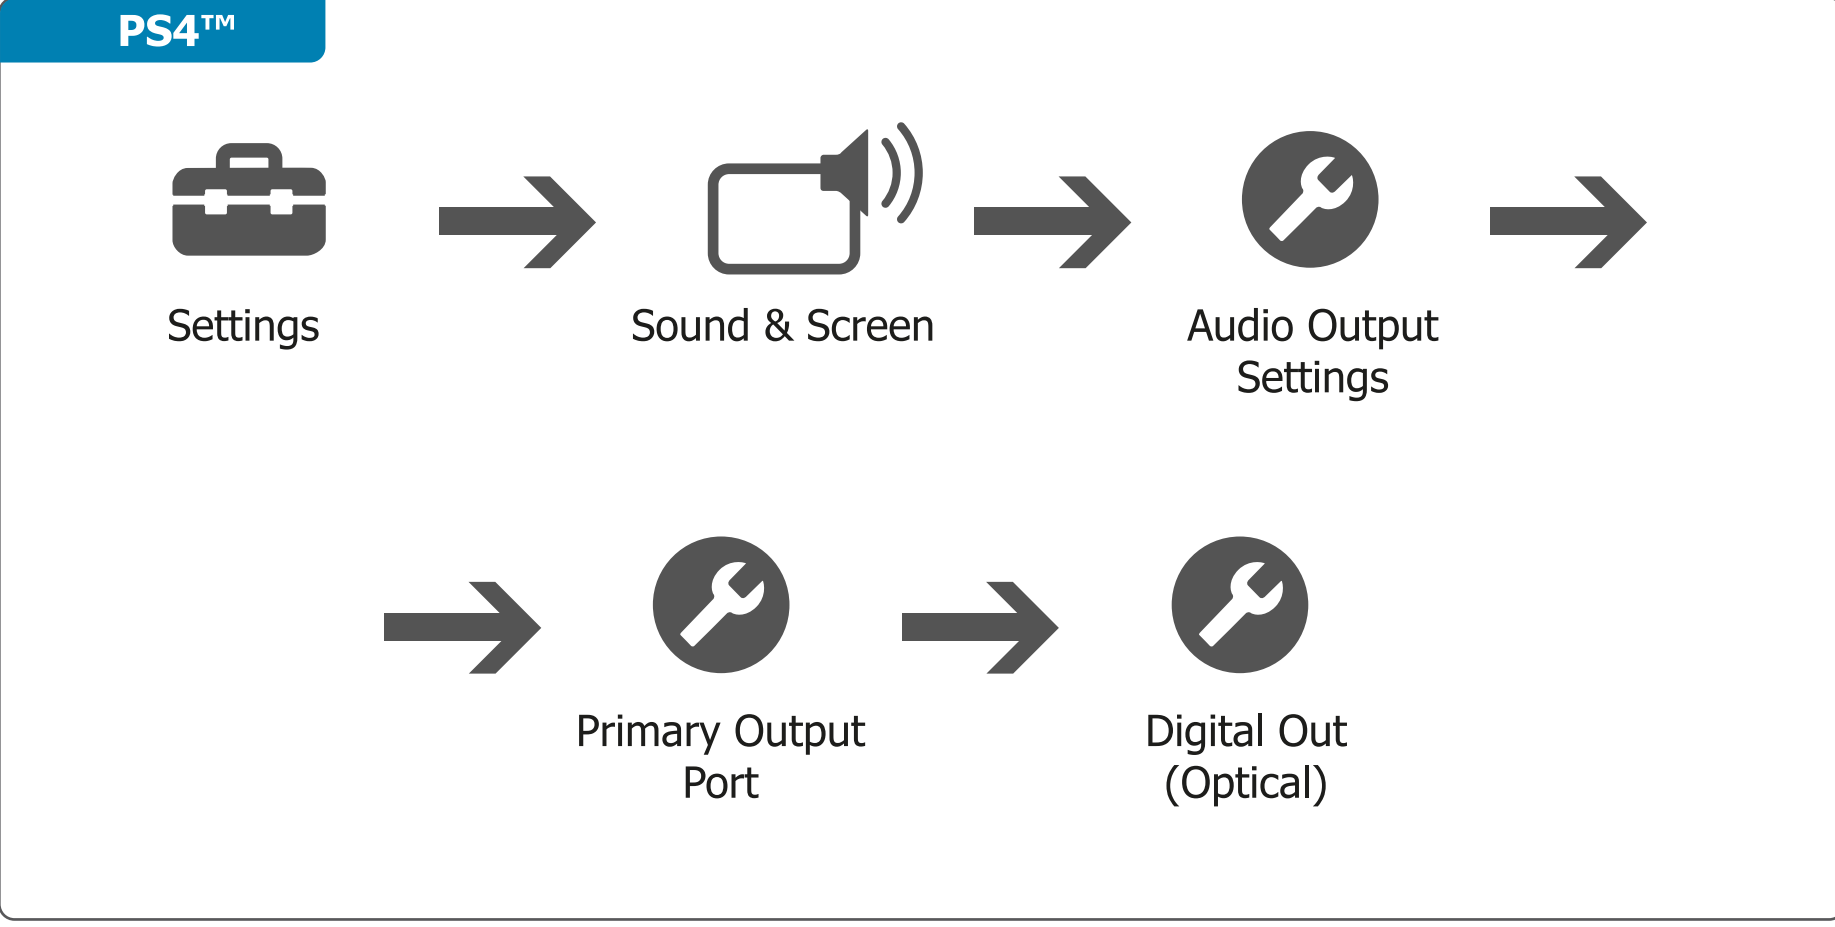 PS4™
Settings
Sound & Screen
Audio Output
Settings
Primary Output
Port
Digital Out
(Optical)